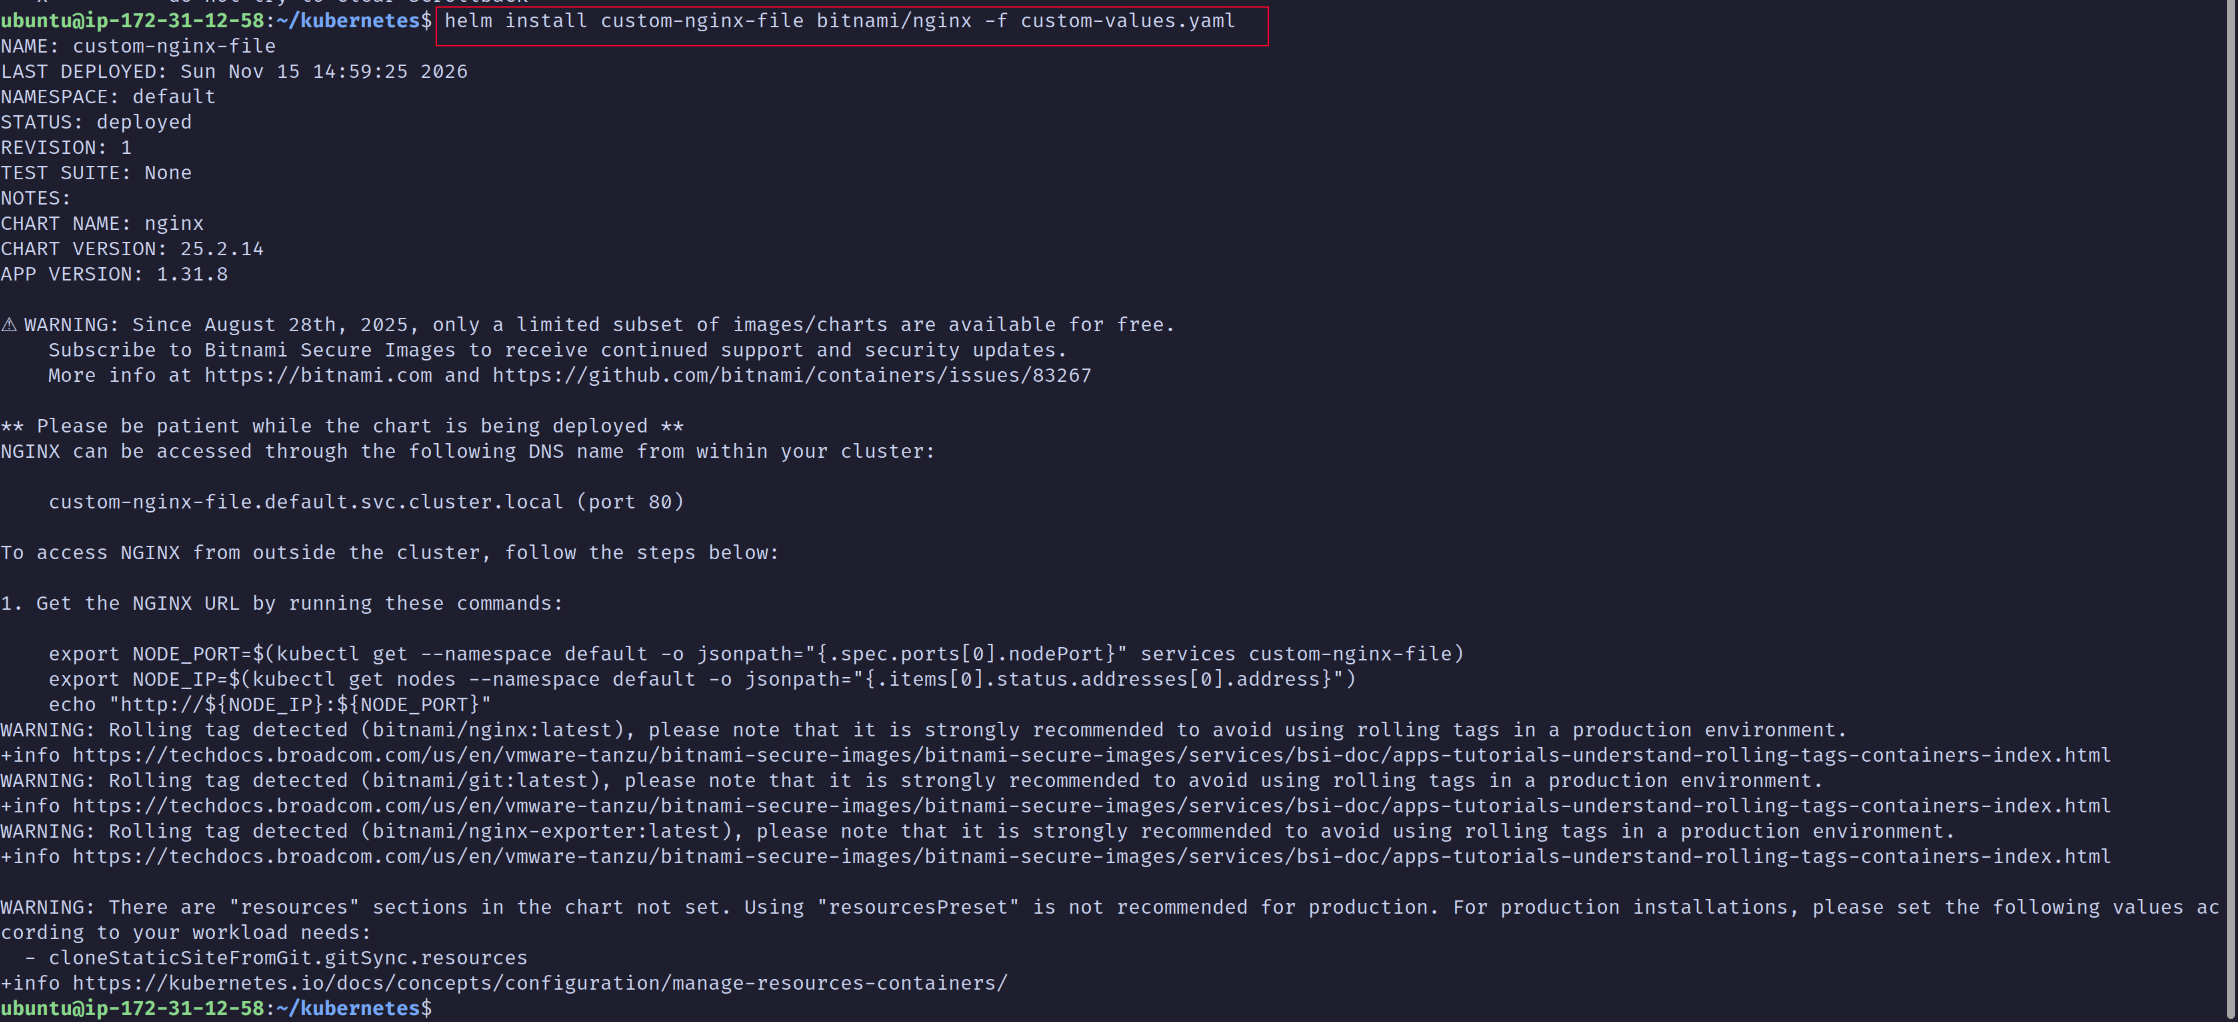 ubuntu@ip-172-31-12-58:~/kubernetes$ helm install custom-nginx-file bitnami/nginx -f custom-values.yaml
NAME: custom-nginx-file
LAST DEPLOYED: Sun Nov 15 14:59:25 2026
NAMESPACE: default
STATUS: deployed
REVISION: 1
TEST SUITE: None
NOTES:
CHART NAME: nginx
CHART VERSION: 25.2.14
APP VERSION: 1.31.8

⚠ WARNING: Since August 28th, 2025, only a limited subset of images/charts are available for free.
    Subscribe to Bitnami Secure Images to receive continued support and security updates.
    More info at https://bitnami.com and https://github.com/bitnami/containers/issues/83267

** Please be patient while the chart is being deployed **
NGINX can be accessed through the following DNS name from within your cluster:

    custom-nginx-file.default.svc.cluster.local (port 80)

To access NGINX from outside the cluster, follow the steps below:

1. Get the NGINX URL by running these commands:

    export NODE_PORT=$(kubectl get --namespace default -o jsonpath="{.spec.ports[0].nodePort}" services custom-nginx-file)
    export NODE_IP=$(kubectl get nodes --namespace default -o jsonpath="{.items[0].status.addresses[0].address}")
    echo "http://${NODE_IP}:${NODE_PORT}"
WARNING: Rolling tag detected (bitnami/nginx:latest), please note that it is strongly recommended to avoid using rolling tags in a production environment.
+info https://techdocs.broadcom.com/us/en/vmware-tanzu/bitnami-secure-images/bitnami-secure-images/services/bsi-doc/apps-tutorials-understand-rolling-tags-containers-index.html
WARNING: Rolling tag detected (bitnami/git:latest), please note that it is strongly recommended to avoid using rolling tags in a production environment.
+info https://techdocs.broadcom.com/us/en/vmware-tanzu/bitnami-secure-images/bitnami-secure-images/services/bsi-doc/apps-tutorials-understand-rolling-tags-containers-index.html
WARNING: Rolling tag detected (bitnami/nginx-exporter:latest), please note that it is strongly recommended to avoid using rolling tags in a production environment.
+info https://techdocs.broadcom.com/us/en/vmware-tanzu/bitnami-secure-images/bitnami-secure-images/services/bsi-doc/apps-tutorials-understand-rolling-tags-containers-index.html

WARNING: There are "resources" sections in the chart not set. Using "resourcesPreset" is not recommended for production. For production installations, please set the following values ac
cording to your workload needs:
  - cloneStaticSiteFromGit.gitSync.resources
+info https://kubernetes.io/docs/concepts/configuration/manage-resources-containers/
ubuntu@ip-172-31-12-58:~/kubernetes$